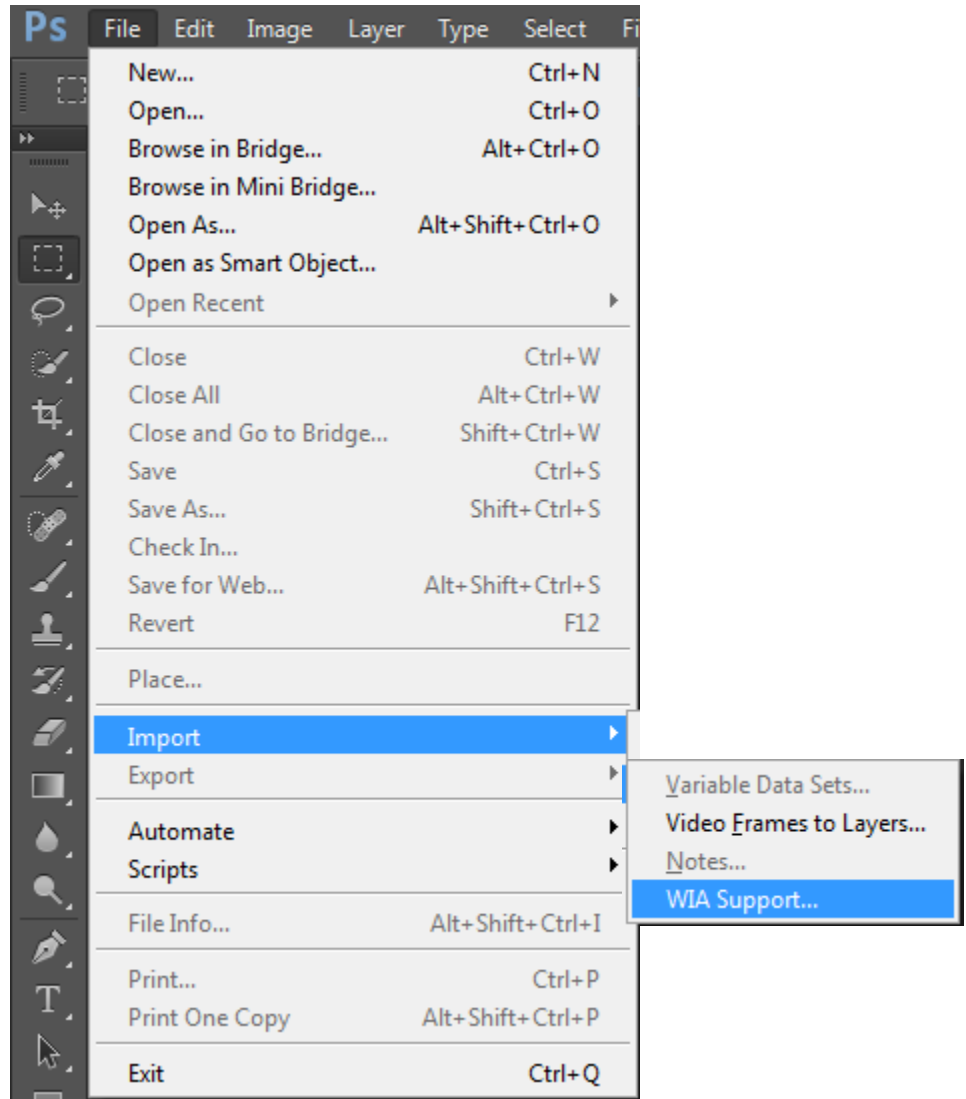 Ps File Edit Image Layer Type Select Fi
New... Ctrl+N
Open... Ctrl+O
Browse in Bridge... Alt+Ctrl+O
Browse in Mini Bridge...
Open As... Alt+Shift+Ctrl+O
Open as Smart Object...
Open Recent
Close Ctrl+W
Close All Alt+Ctrl+W
Close and Go to Bridge... Shift+Ctrl+W
Save Ctrl+S
Save As... Shift+Ctrl+S
Check In...
Save for Web... Alt+Shift+Ctrl+S
Revert F12
Place...
Import
Export
Automate
Scripts
File Info... Alt+Shift+Ctrl+I
Print... Ctrl+P
Print One Copy Alt+Shift+Ctrl+P
Exit Ctrl+Q
Variable Data Sets...
Video Frames to Layers...
Notes...
WIA Support...
T